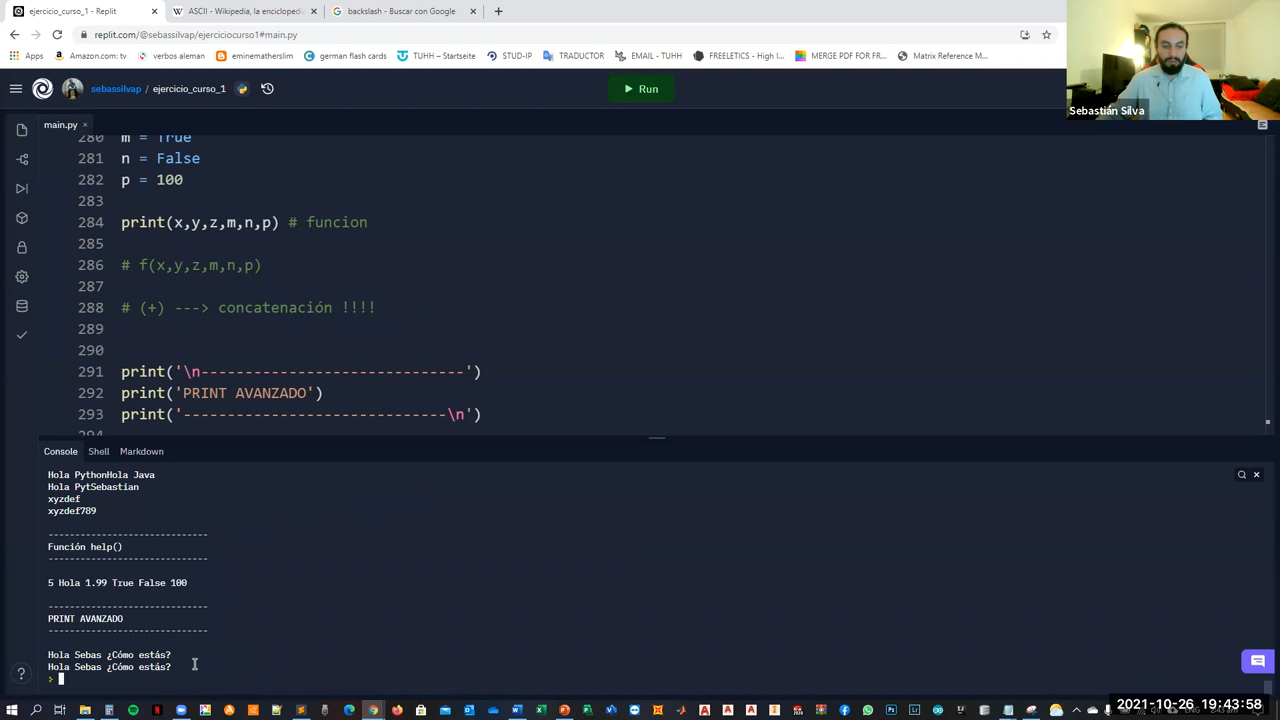 ejercicio_curso_1 - Replit
ASCII - Wikipedia, la enciclopedi
backslash - Buscar con Google
replit.com/@sebassilvap/ejerciciocurso1#main.py
Apps
Amazon.com: tv
verbos aleman
eminematherslim
german flash cards
TUHH – Startseite
STUD-IP
TRADUCTOR
EMAIL - TUHH
FREELETICS - High I...
MERGE PDF FOR FR...
Matrix Reference M...
sebassilvap / ejercicio_curso_1
Run
Sebastián Silva
main.py
280 m = True
281 n = False
282 p = 100
283
284 print(x,y,z,m,n,p) # funcion
285
286 # f(x,y,z,m,n,p)
287
288 # (+) ---> concatenación !!!!
289
290
291 print('\n------------------------------')
292 print('PRINT AVANZADO')
293 print('------------------------------\n')
294
Console
Shell
Markdown
Hola PythonHola Java
Hola PytSebastian
xyzdef
xyzdef789
------------------------------
Función help()
------------------------------
5 Hola 1.99 True False 100
------------------------------
PRINT AVANZADO
------------------------------
Hola Sebas ¿Cómo estás?
Hola Sebas ¿Cómo estás?
2021-10-26 19:43:58